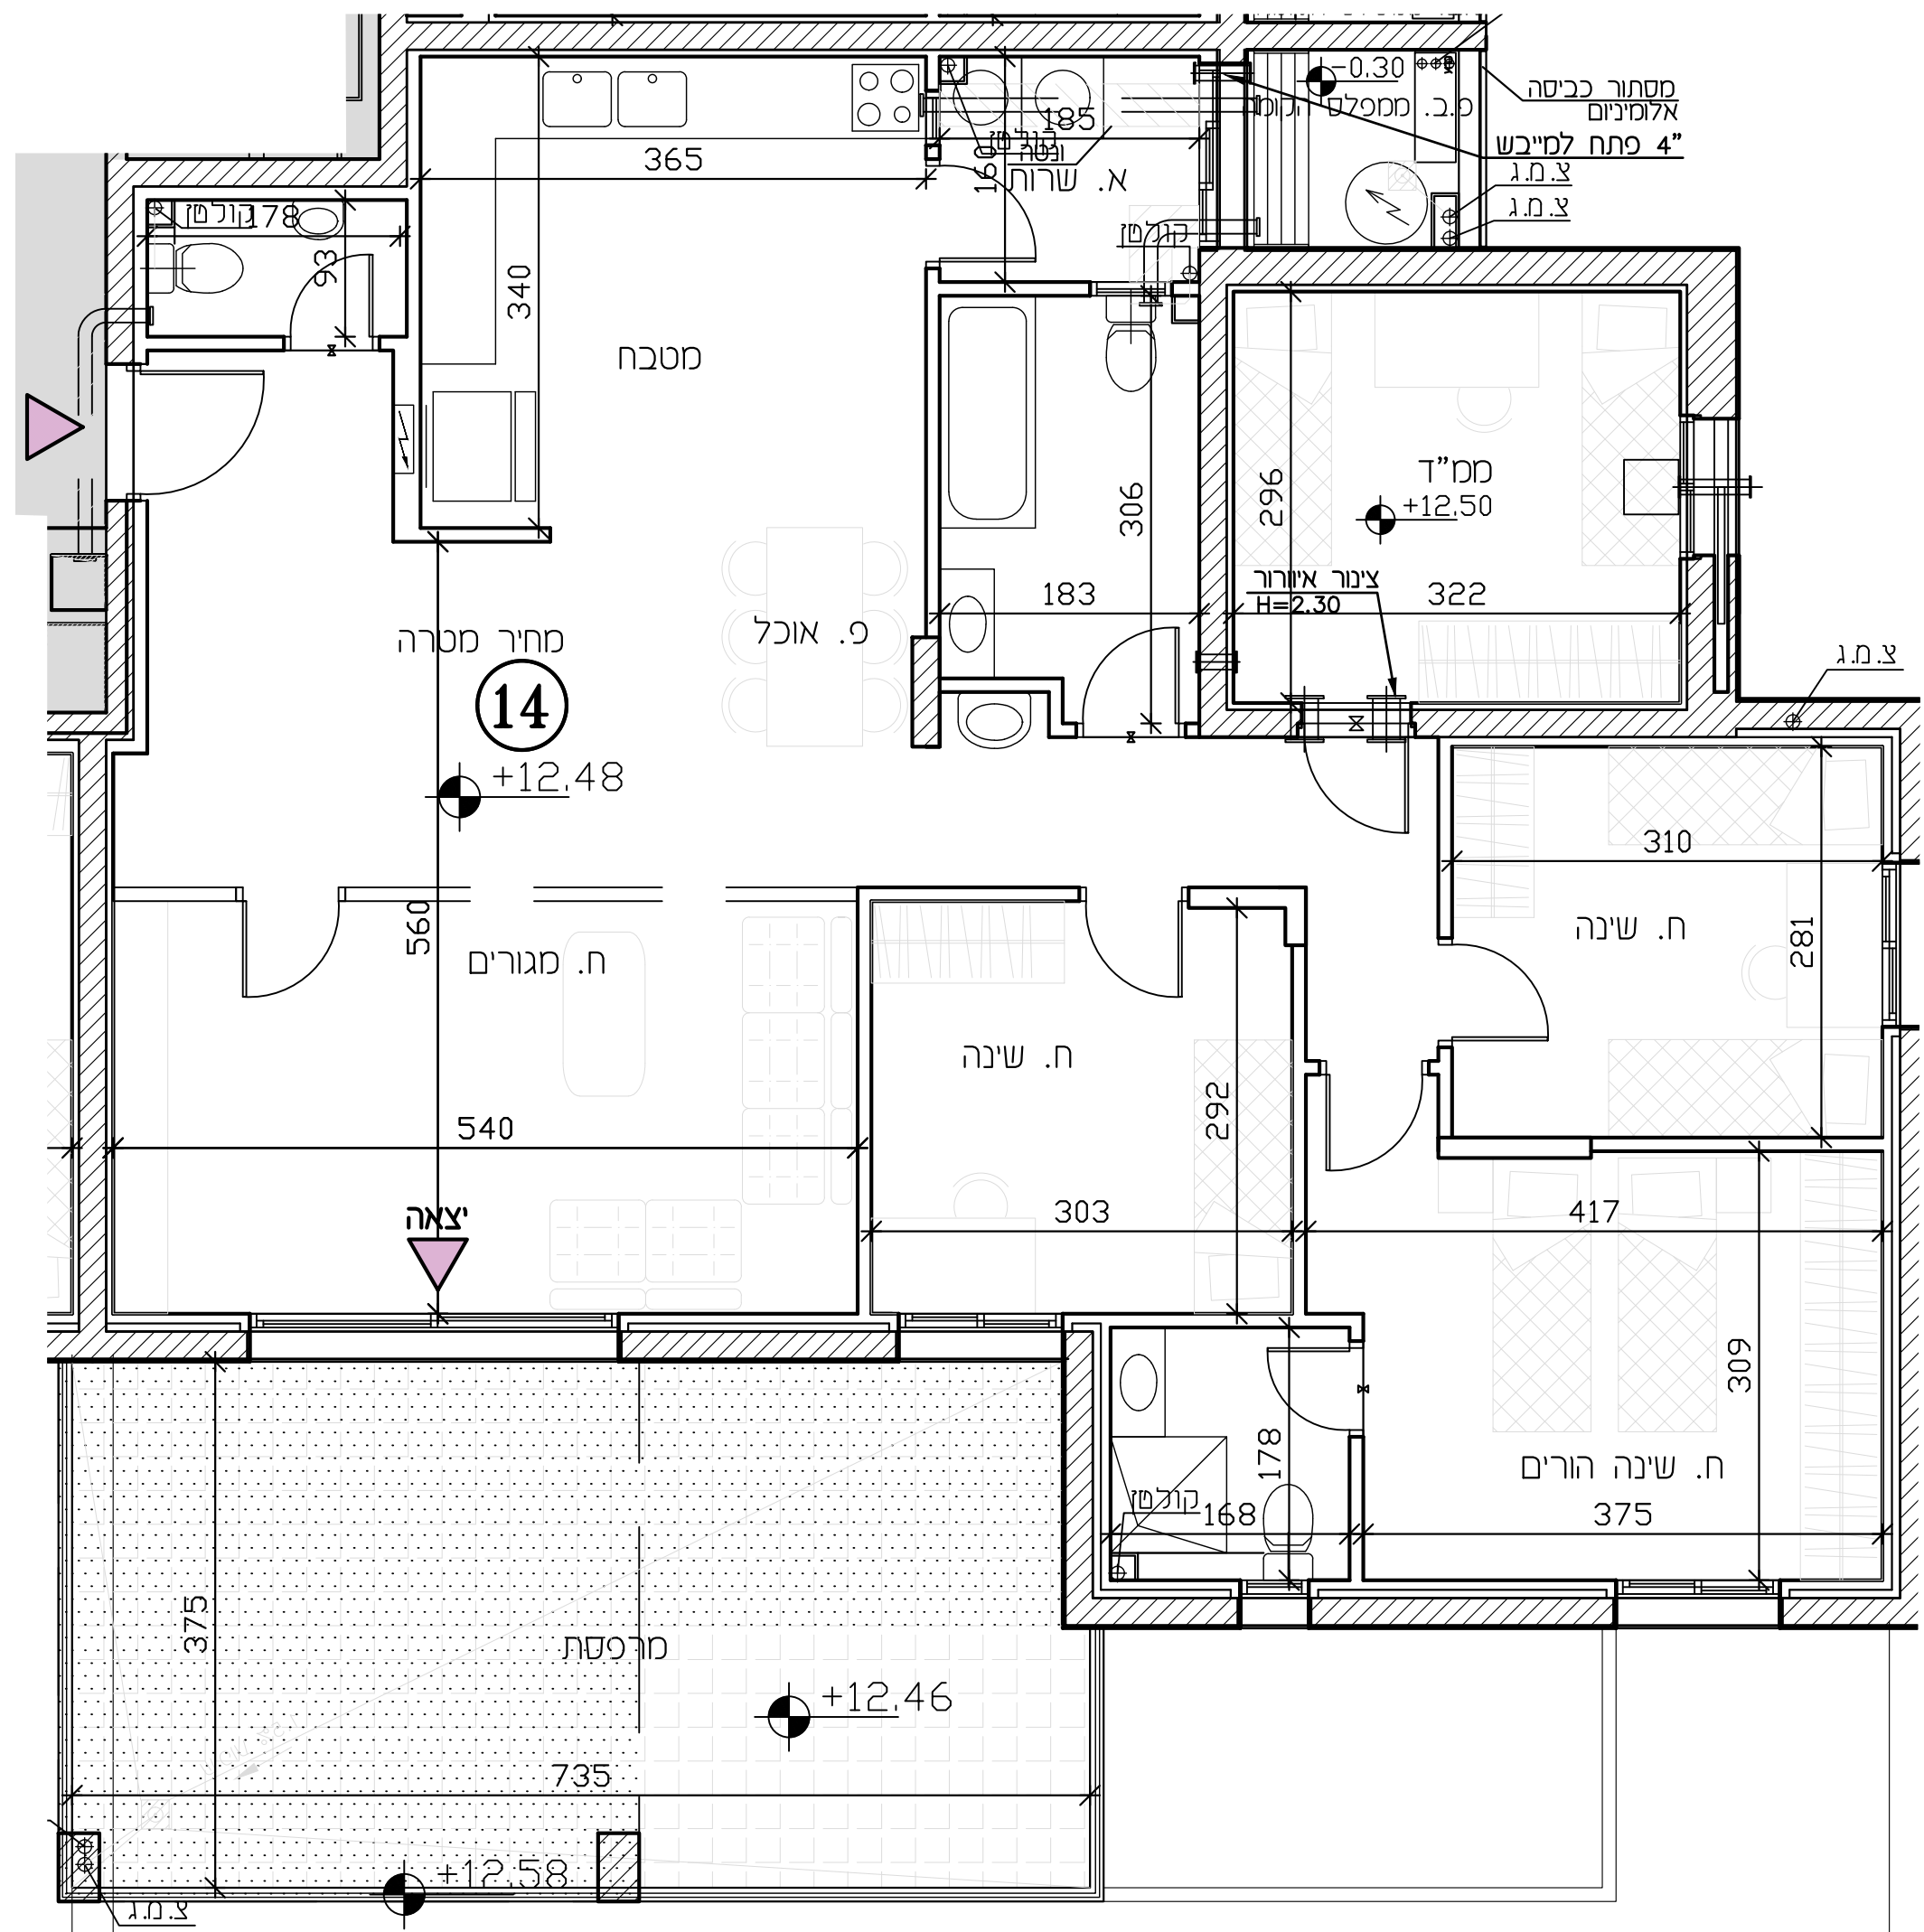 -0.30
פ.ב. ממפלס הקומה
מסתור כביסה
אלומיניום
4” פתח למייבש
צ.מ.ג
צ.מ.ג
185
קולטן
ונטה
160
א. שרות
365
קולטן
178
93
340
מטבח
קולטן
306
183
296
ממ”ד
+12.50
צינור איוורור
H=2.30
322
צ.מ.ג
מחיר מטרה
14
פ. אוכל
+12.48
310
ח. שינה
281
560
ח. מגורים
540
ח. שינה
292
303
417
יצאה
309
178
ח. שינה הורים
קולטן
168
375
375
מרפסת
+12.46
735
+12.58
צ.מ.ג